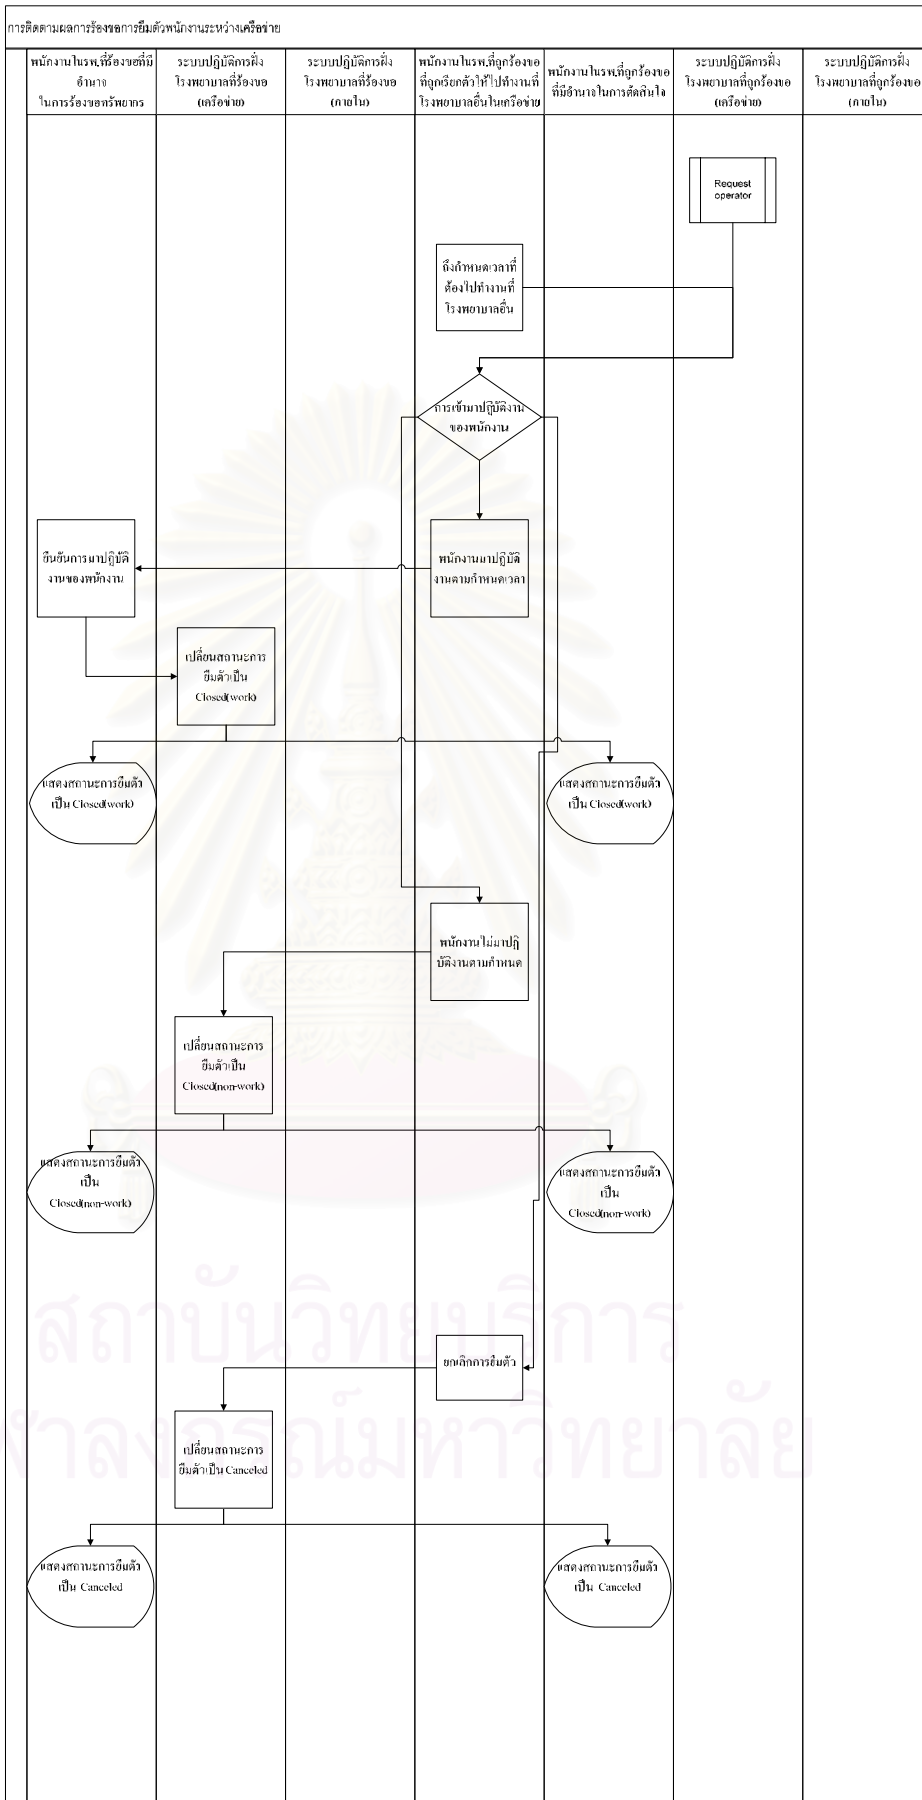 การติดตามผลการร้องขอการยืมตัวพนักงานระหว่างเครือข่าย
พนักงานในรพ.ที่ร้องขอที่มี
อำนาจ
ในการร้องขอทรัพยากร
ระบบปฏิบัติการฝั่ง
โรงพยาบาลที่ร้องขอ
(เครือข่าย)
ระบบปฏิบัติการฝั่ง
โรงพยาบาลที่ร้องขอ
(ภายใน)
พนักงานในรพ.ที่ถูกร้องขอ
ที่ถูกเรียกตัวให้ไปทำงานที่
โรงพยาบาลอื่นในเครือข่าย
พนักงานในรพ.ที่ถูกร้องขอ
ที่มีอำนาจในการตัดสินใจ
ระบบปฏิบัติการฝั่ง
โรงพยาบาลที่ถูกร้องขอ
(เครือข่าย)
ระบบปฏิบัติการฝั่ง
โรงพยาบาลที่ถูกร้องขอ
(ภายใน)
Request
operator
ถึงกำหนดเวลาที่
ต้องไปทำงานที่
โรงพยาบาลอื่น
การเข้ามาปฏิบัติงาน
ของพนักงาน
ยืนยันการมาปฏิบัติ
งานของพนักงาน
พนักงานมาปฏิบัติ
งานตามกำหนดเวลา
เปลี่ยนสถานะการ
ยืมตัวเป็น
Closed(work)
แสดงสถานะการยืมตัว
เป็น Closed(work)
แสดงสถานะการยืมตัว
เป็น Closed(work)
พนักงานไม่มาปฏิ
บัติงานตามกำหนด
เปลี่ยนสถานะการ
ยืมตัวเป็น
Closed(non-work)
แสดงสถานะการยืมตัว
เป็น
Closed(non-work)
แสดงสถานะการยืมตัว
เป็น
Closed(non-work)
สถาบันวิทยบริการ
ยกเลิกการยืมตัว
จุฬาลงกรณ์มหาวิทยาลัย
เปลี่ยนสถานะการ
ยืมตัวเป็น Canceled
แสดงสถานะการยืมตัว
เป็น Canceled
แสดงสถานะการยืมตัว
เป็น Canceled